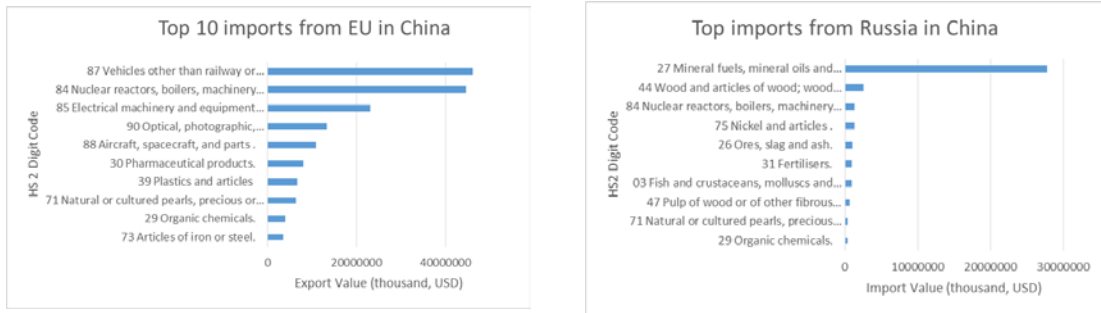 Top 10 imports from EU in China
HS 2 Digit Code
87 Vehicles other than railway or...
84 Nuclear reactors, boilers, machinery...
85 Electrical machinery and equipment...
90 Optical, photographic,...
88 Aircraft, spacecraft, and parts .
30 Pharmaceutical products.
39 Plastics and articles
71 Natural or cultured pearls, precious or...
29 Organic chemicals.
73 Articles of iron or steel.
0 20000000 40000000
Export Value (thousand, USD)
Top imports from Russia in China
HS2 Digit Code
27 Mineral fuels, mineral oils and...
44 Wood and articles of wood; wood...
84 Nuclear reactors, boilers, machinery...
75 Nickel and articles .
26 Ores, slag and ash.
31 Fertilisers.
03 Fish and crustaceans, molluscs and...
47 Pulp of wood or of other fibrous...
71 Natural or cultured pearls, precious...
29 Organic chemicals.
0 10000000 20000000 30000000
Import Value (thousand, USD)